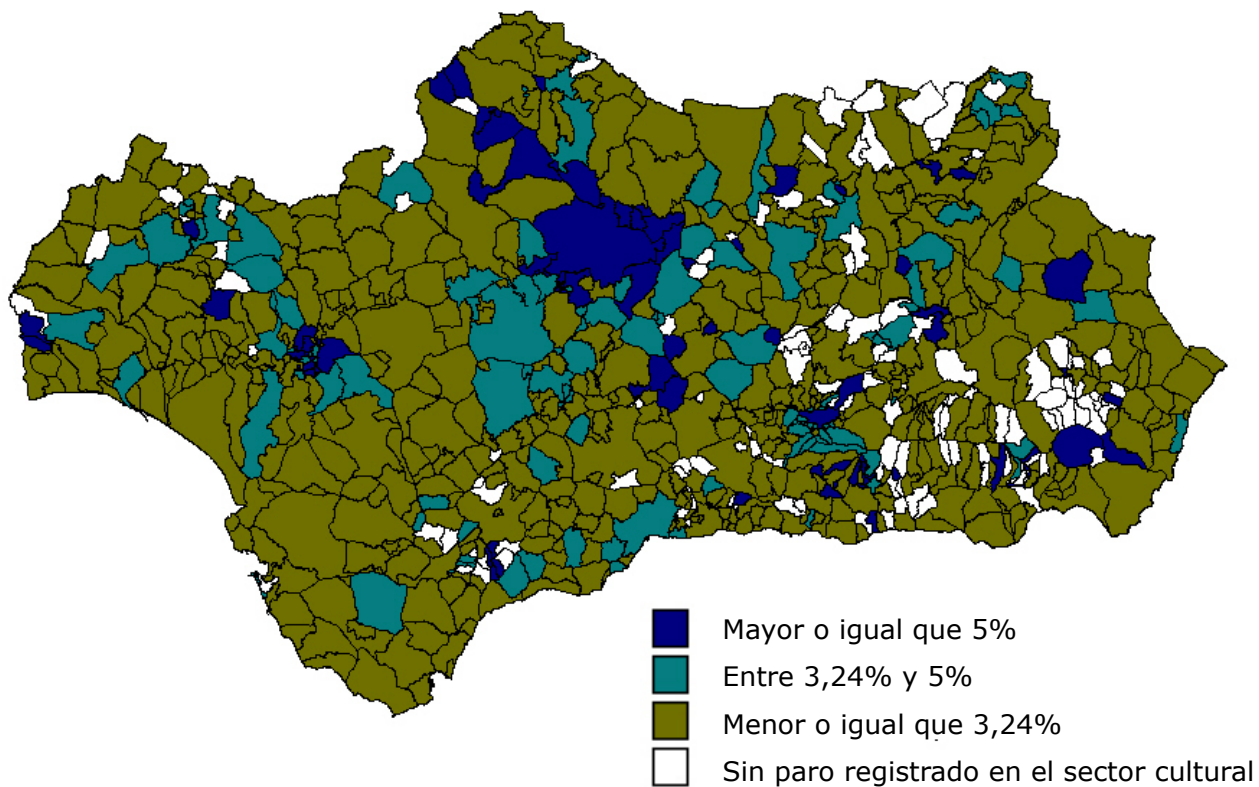 Mayor o igual que 5%
Entre 3,24% y 5%
Menor o igual que 3,24%
Sin paro registrado en el sector cultural